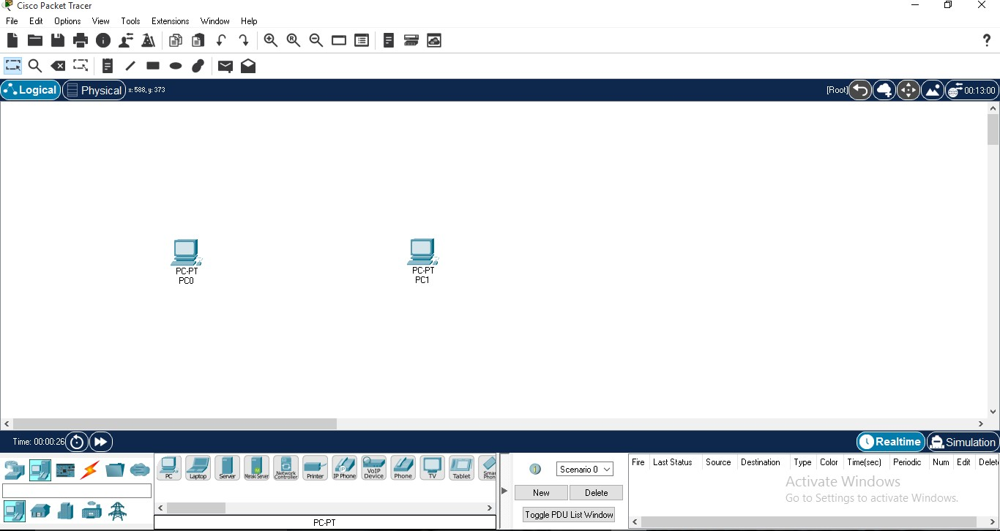 Cisco Packet Tracer
File Edit Options View Tools Extensions Window Help
Logical Physical x: 588, y: 373 [Root] 00:13:00
PC-PT
PC0
PC-PT
PC1
Time: 00:00:26 Realtime Simulation
PC Laptop Server Meraki Server Network Controller Printer IP Phone VoIP Device Phone TV Tablet Smar Phon
PC-PT
Scenario 0
New Delete
Toggle PDU List Window
Fire Last Status Source Destination Type Color Time(sec) Periodic Num Edit Delet
Activate Windows
Go to Settings to activate Windows.